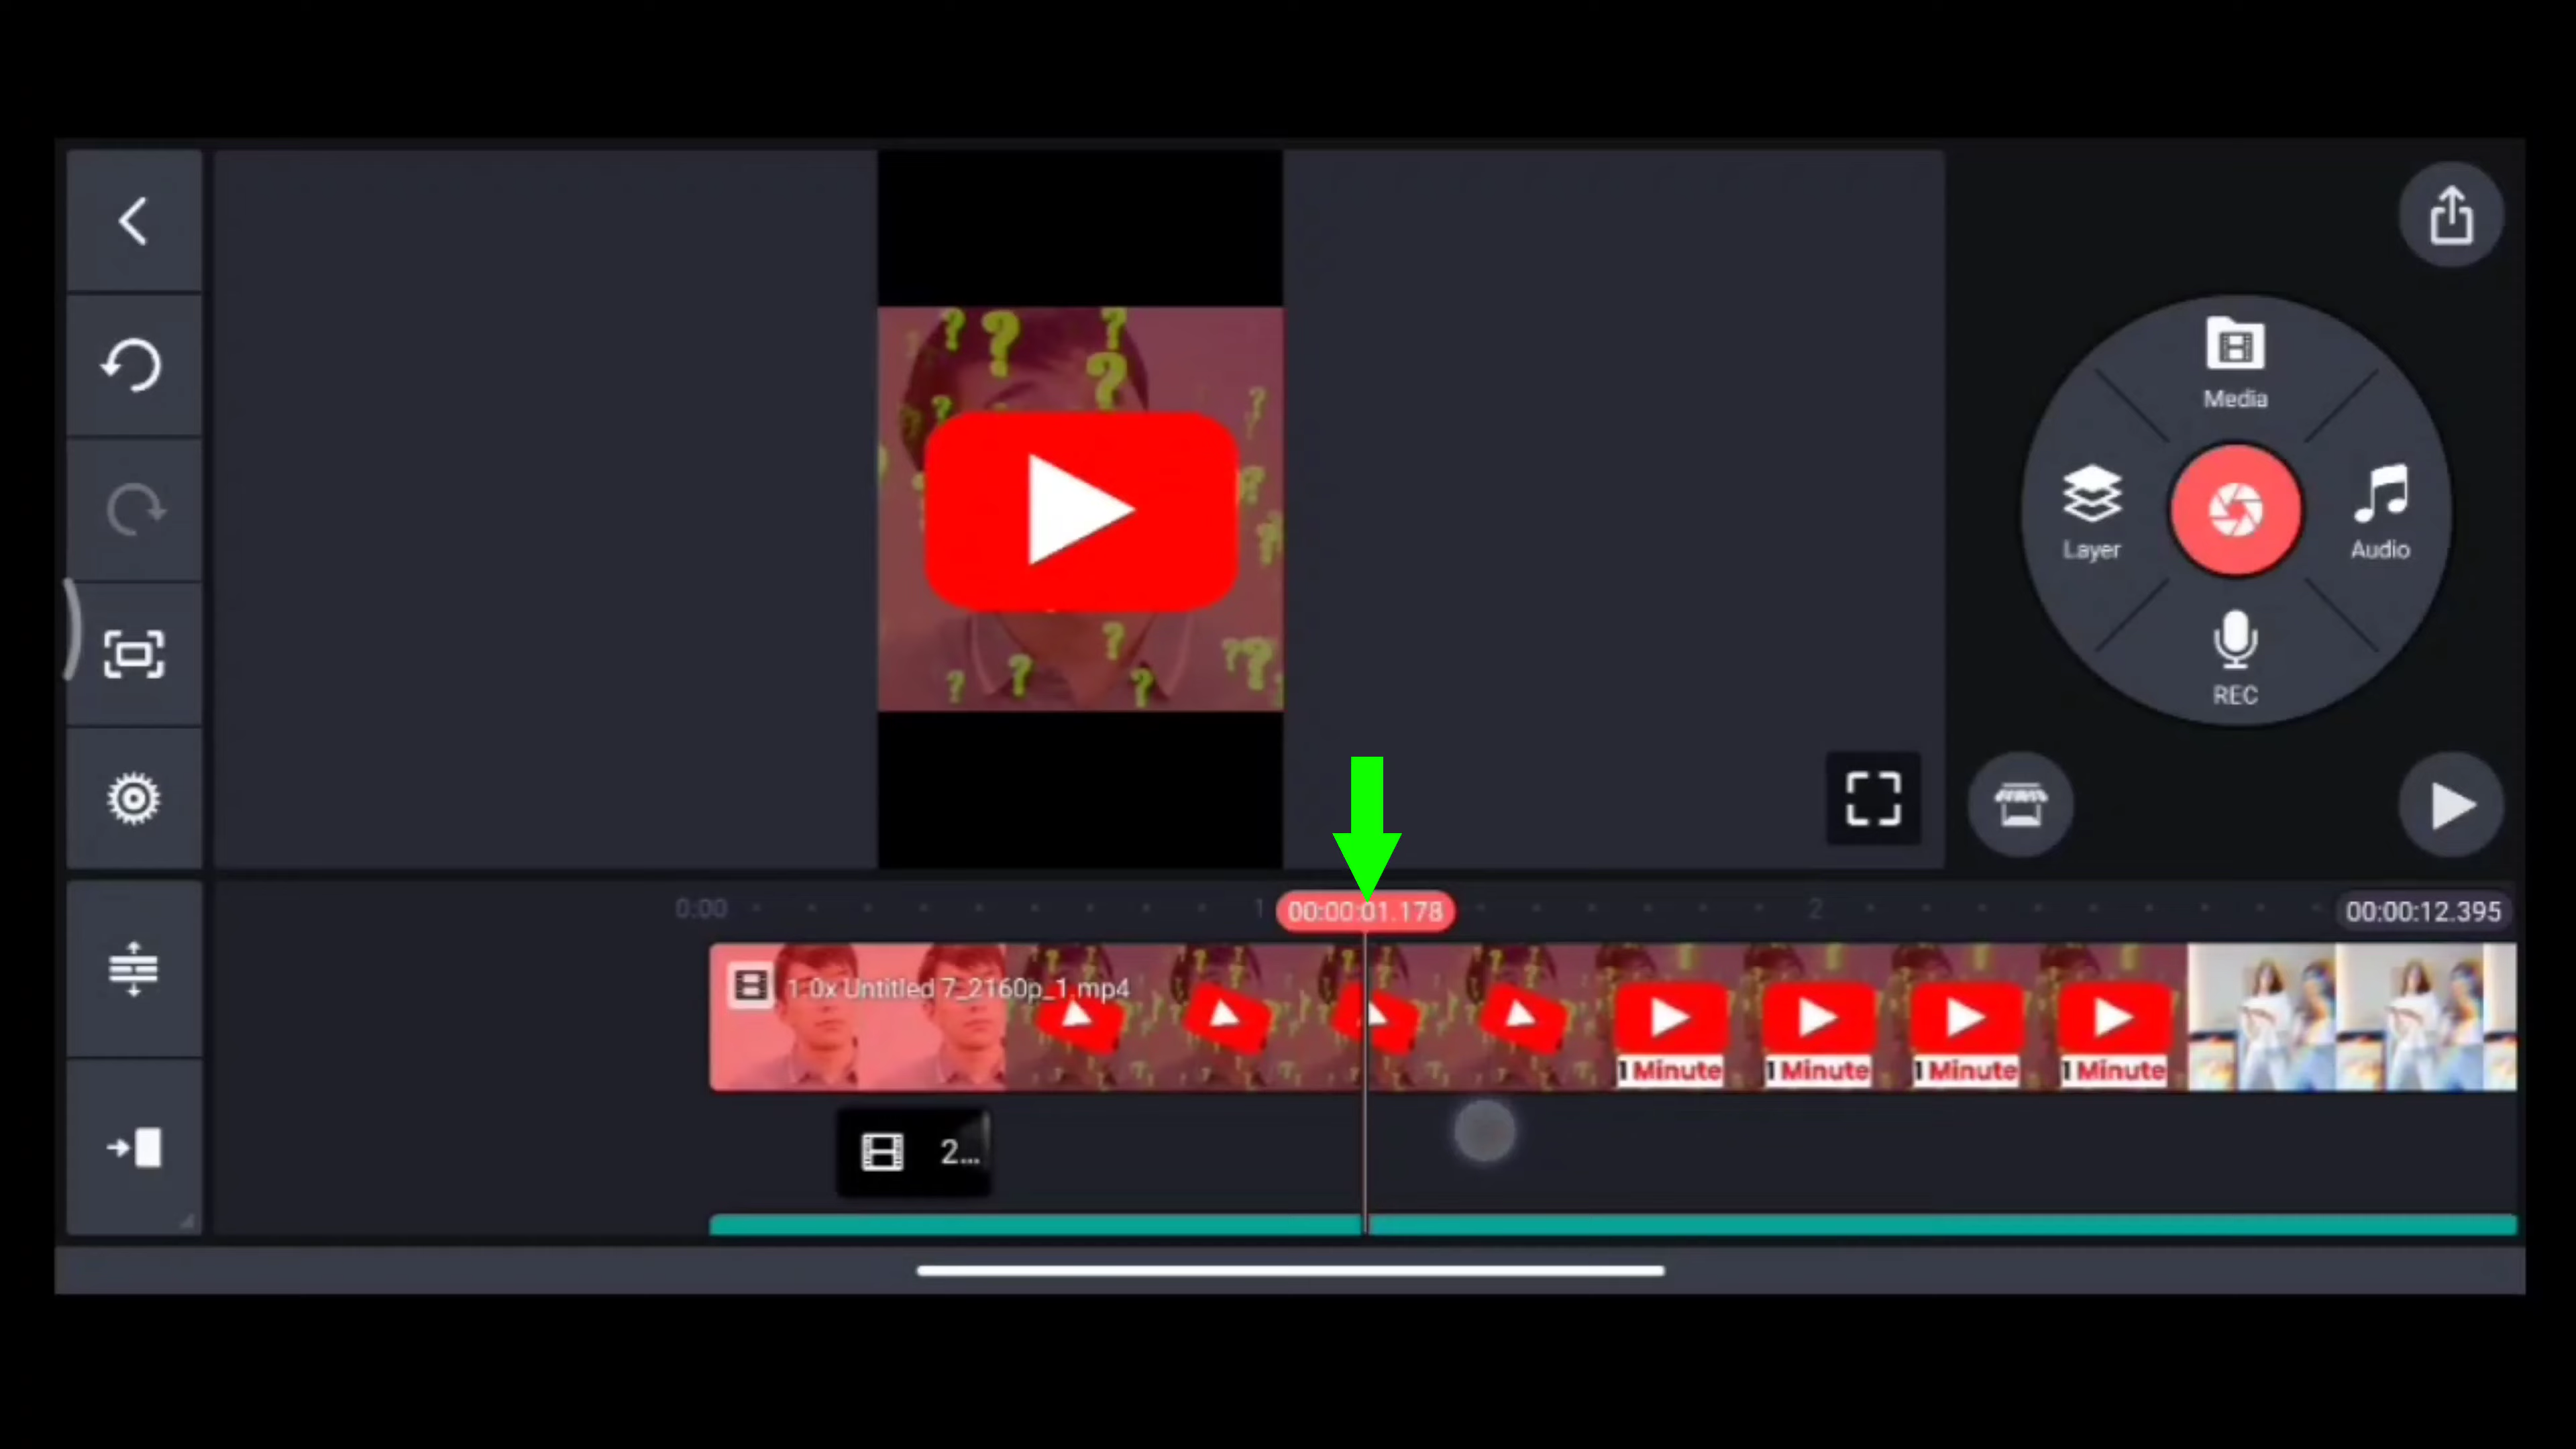 Media
Layer
Audio
REC
0:00
1
00:00:01.178
2
00:00:12.395
1.0x Untitled 7_2160p_1.mp4
1 Minute
1 Minute
1 Minute
1 Minute
2...